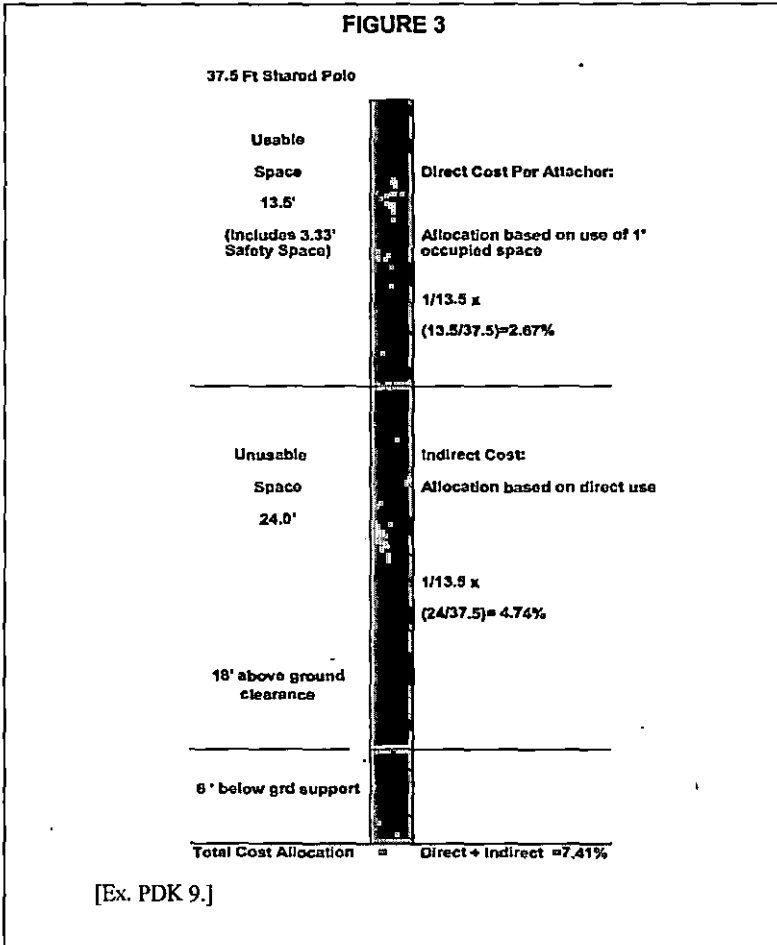 FIGURE 3
37.5 Ft Shared Polo
Usable
Space
13.5'
(Includes 3.33'
Safety Space)
Direct Cost Per Attacher:
Allocation based on use of 1'
occupied space
1/13.5 x
(13.5/37.5)=2.67%
Unusable
Space
24.0'
Indirect Cost:
Allocation based on direct use
1/13.5 x
(24/37.5)= 4.74%
18' above ground
clearance
6 ' below grd support
Total Cost Allocation = Direct + Indirect =7.41%
[Ex. PDK 9.]